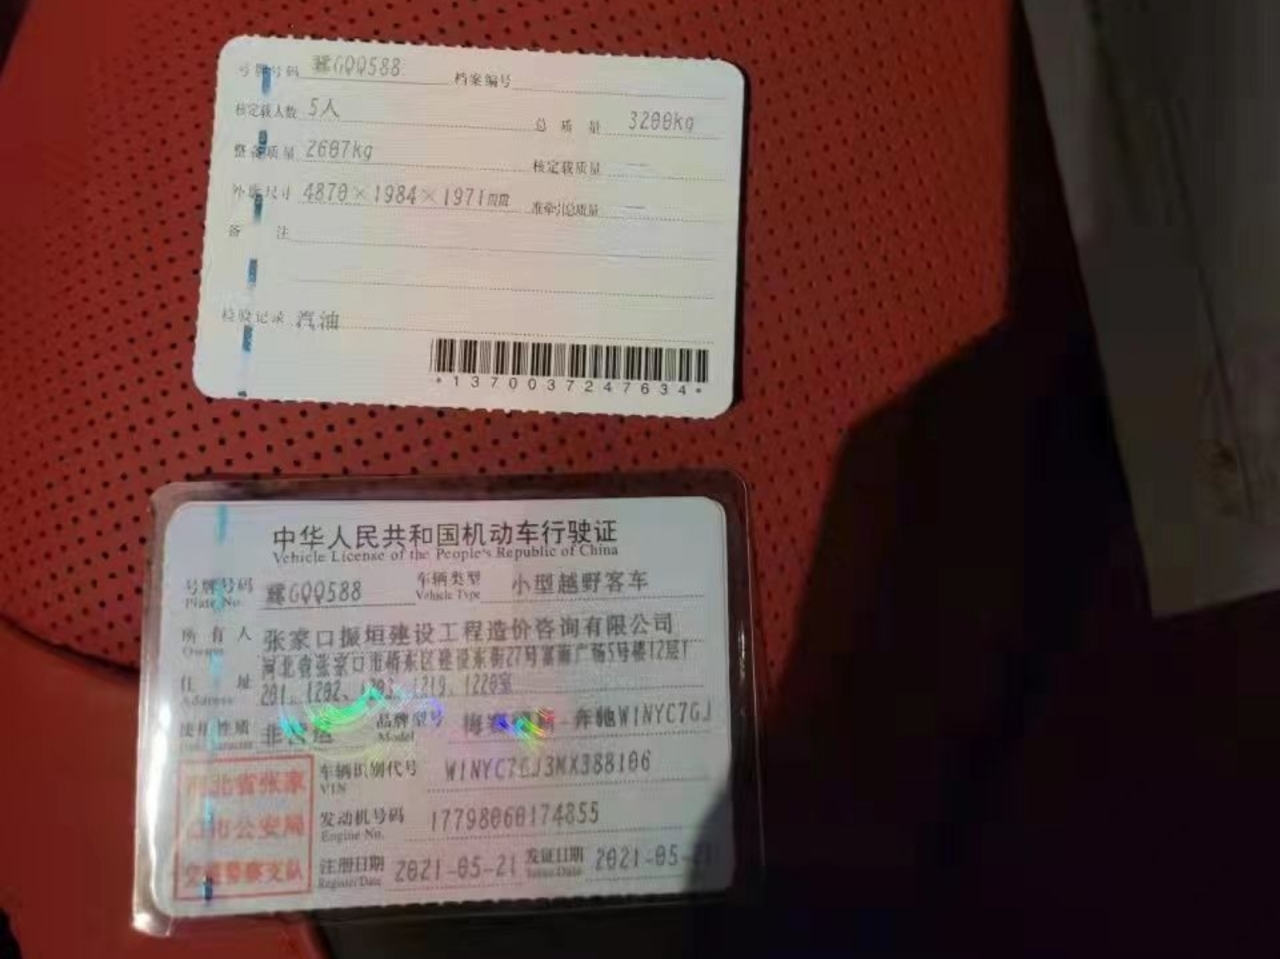 号牌号码 冀GQQ588 档案编号
核定载人数 5人 总质量 3200kg
整备质量 2607kg 核定载质量 —
外廓尺寸 4870×1984×1971mm 准牵引总质量 —
备注
检验记录 汽油
*1370037247634*
中华人民共和国机动车行驶证
Vehicle License of the People's Republic of China
号牌号码 冀GQQ588 车辆类型 小型越野客车
Plate No. Vehicle Type
所有人 张家口振垣建设工程造价咨询有限公司
Owner
河北省张家口市桥东区建设东街27号富丽广场5号楼12层1
住址 201、1202、1203、1219、1220室
Address
使用性质 非营运 品牌型号 梅赛德斯-奔驰W1NYC7GJ
Use Character Model
河北省张家 车辆识别代号 W1NYC7GJ3MX388106
VIN
口市公安局 发动机号码 17798060174855
Engine No.
交通警察支队 注册日期 2021-05-21 发证日期 2021-05-21
Register Date Issue Date